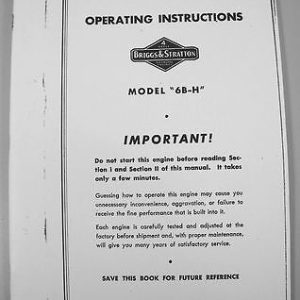 OPERATING INSTRUCTIONS
4
BRIGGS & STRATTON
MODEL "6B-H"
IMPORTANT!
Do not start this engine before reading Sec-
tion I and Section II of this manual. It takes
only a few minutes.
Guessing how to operate this engine may cause you
unnecessary inconvenience, aggravation, or failure to
receive the fine performance that is built into it.
Each engine is carefully tested and adjusted at the
factory before shipment and, with proper maintenance,
will give you many years of satisfactory service.
SAVE THIS BOOK FOR FUTURE REFERENCE